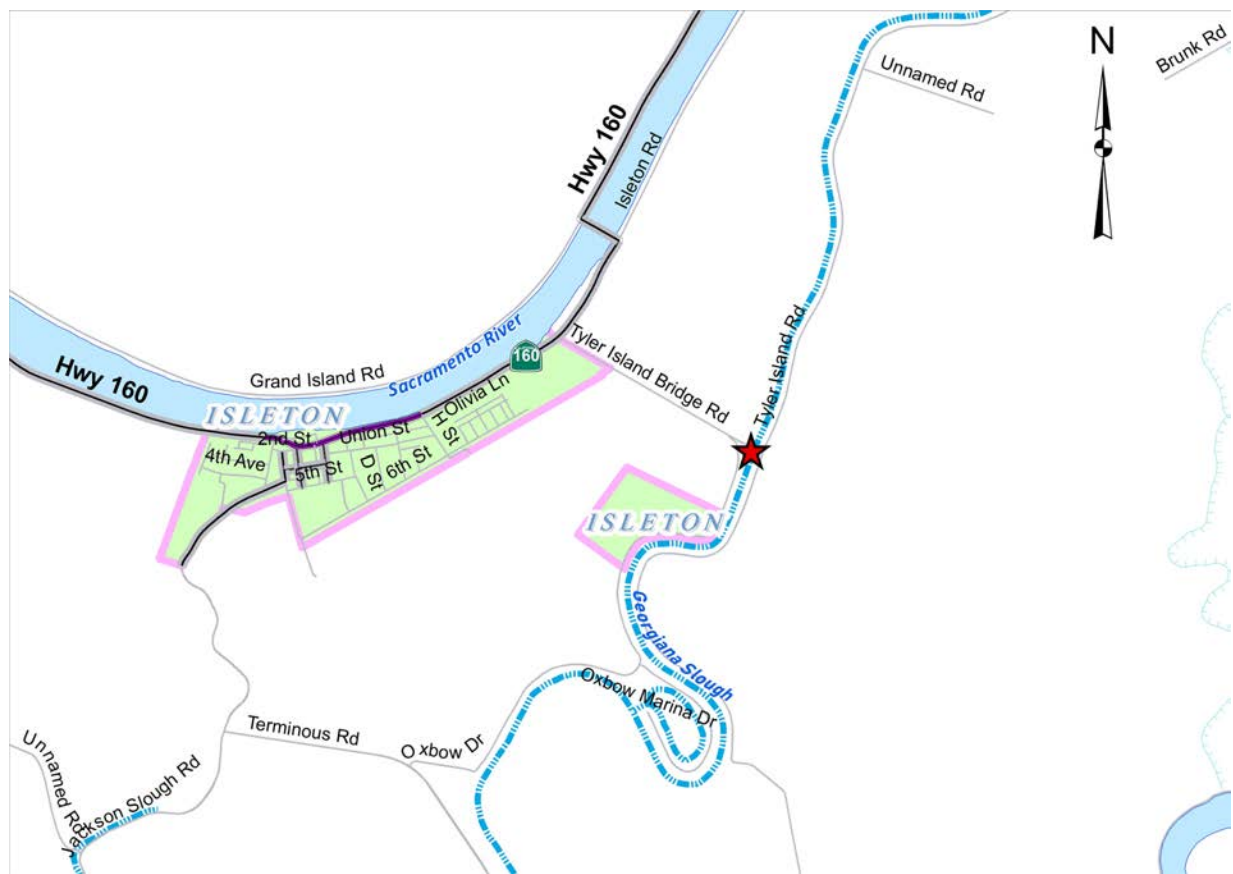 N
Brunk Rd
Unnamed Rd
Hwy 160
Isleton Rd
Tyler Island Rd
Sacramento River
Tyler Island Bridge Rd
160
Grand Island Rd
Hwy 160
Olivia Ln
ISLETON
2nd St
Union St
H St
4th Ave
5th St
D St
6th St
ISLETON
Georgiana Slough
Oxbow Marina Dr
Terminous Rd
Oxbow Dr
Unnamed Rd
Jackson Slough Rd